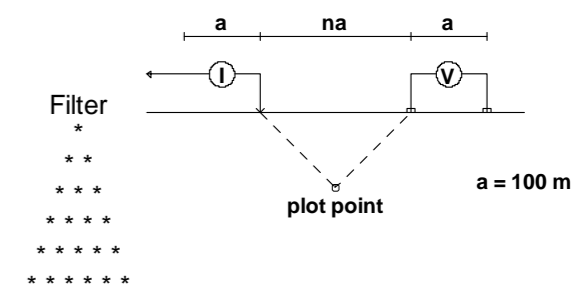 a na a
I V
Filter
*
* *
* * *
* * * *
* * * * *
* * * * * *
a = 100 m
plot point